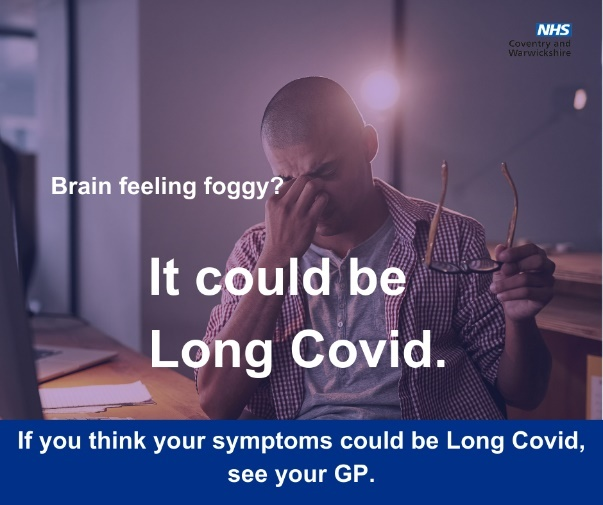 NHS
Coventry and
Warwickshire
Brain feeling foggy?
It could be
Long Covid.
If you think your symptoms could be Long Covid,
see your GP.